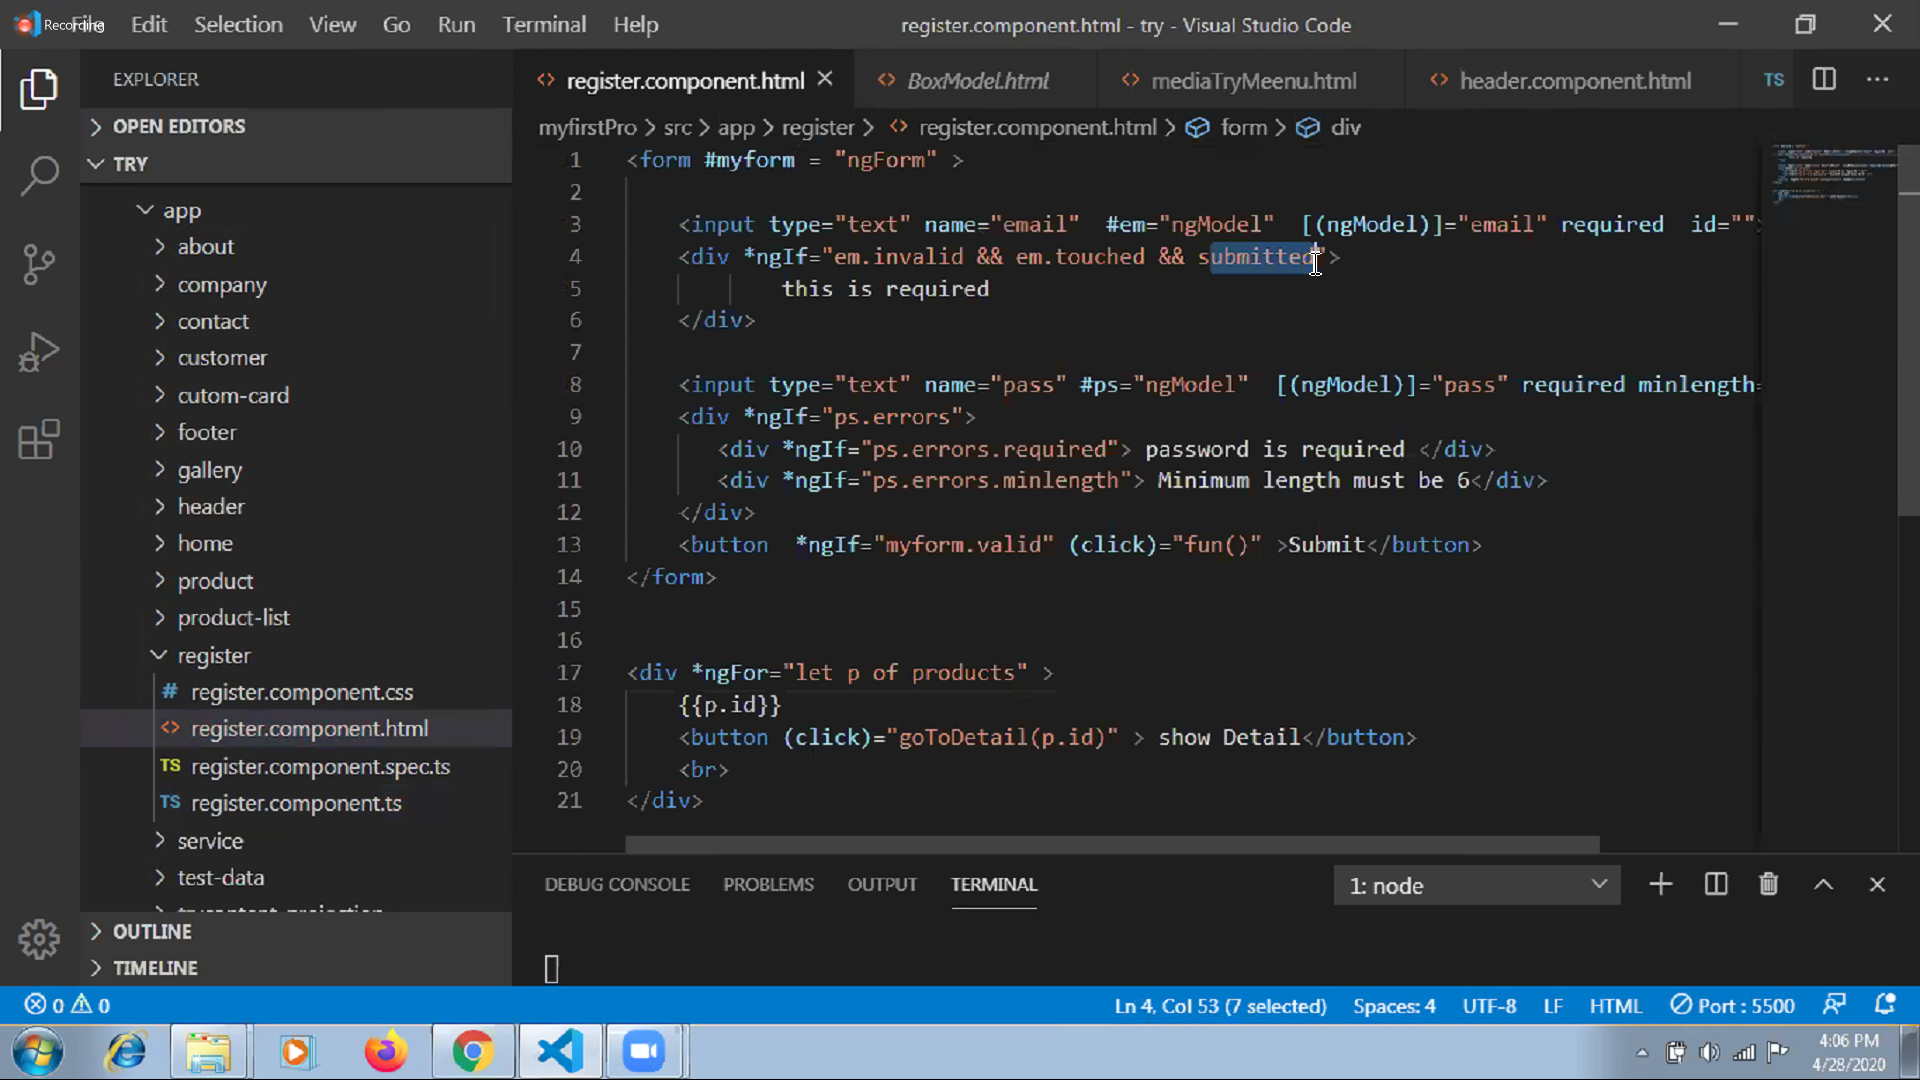 Recording
File Edit Selection View Go Run Terminal Help
register.component.html - try - Visual Studio Code
EXPLORER
OPEN EDITORS
TRY
app
about
company
contact
customer
cutom-card
footer
gallery
header
home
product
product-list
register
# register.component.css
<> register.component.html
TS register.component.spec.ts
TS register.component.ts
service
test-data
OUTLINE
TIMELINE
<> register.component.html × <> BoxModel.html <> mediaTryMeenu.html <> header.component.html TS
myfirstPro > src > app > register > <> register.component.html > form > div
1 <form #myform = "ngForm" >
2
3 <input type="text" name="email" #em="ngModel" [(ngModel)]="email" required id="">
4 <div *ngIf="em.invalid && em.touched && submitted">
5 this is required
6 </div>
7
8 <input type="text" name="pass" #ps="ngModel" [(ngModel)]="pass" required minlength=
9 <div *ngIf="ps.errors">
10 <div *ngIf="ps.errors.required"> password is required </div>
11 <div *ngIf="ps.errors.minlength"> Minimum length must be 6</div>
12 </div>
13 <button *ngIf="myform.valid" (click)="fun()" >Submit</button>
14 </form>
15
16
17 <div *ngFor="let p of products" >
18 {{p.id}}
19 <button (click)="goToDetail(p.id)" > show Detail</button>
20 <br>
21 </div>
DEBUG CONSOLE PROBLEMS OUTPUT TERMINAL
1: node
0 0
Ln 4, Col 53 (7 selected) Spaces: 4 UTF-8 LF HTML Port : 5500
4:06 PM
4/28/2020